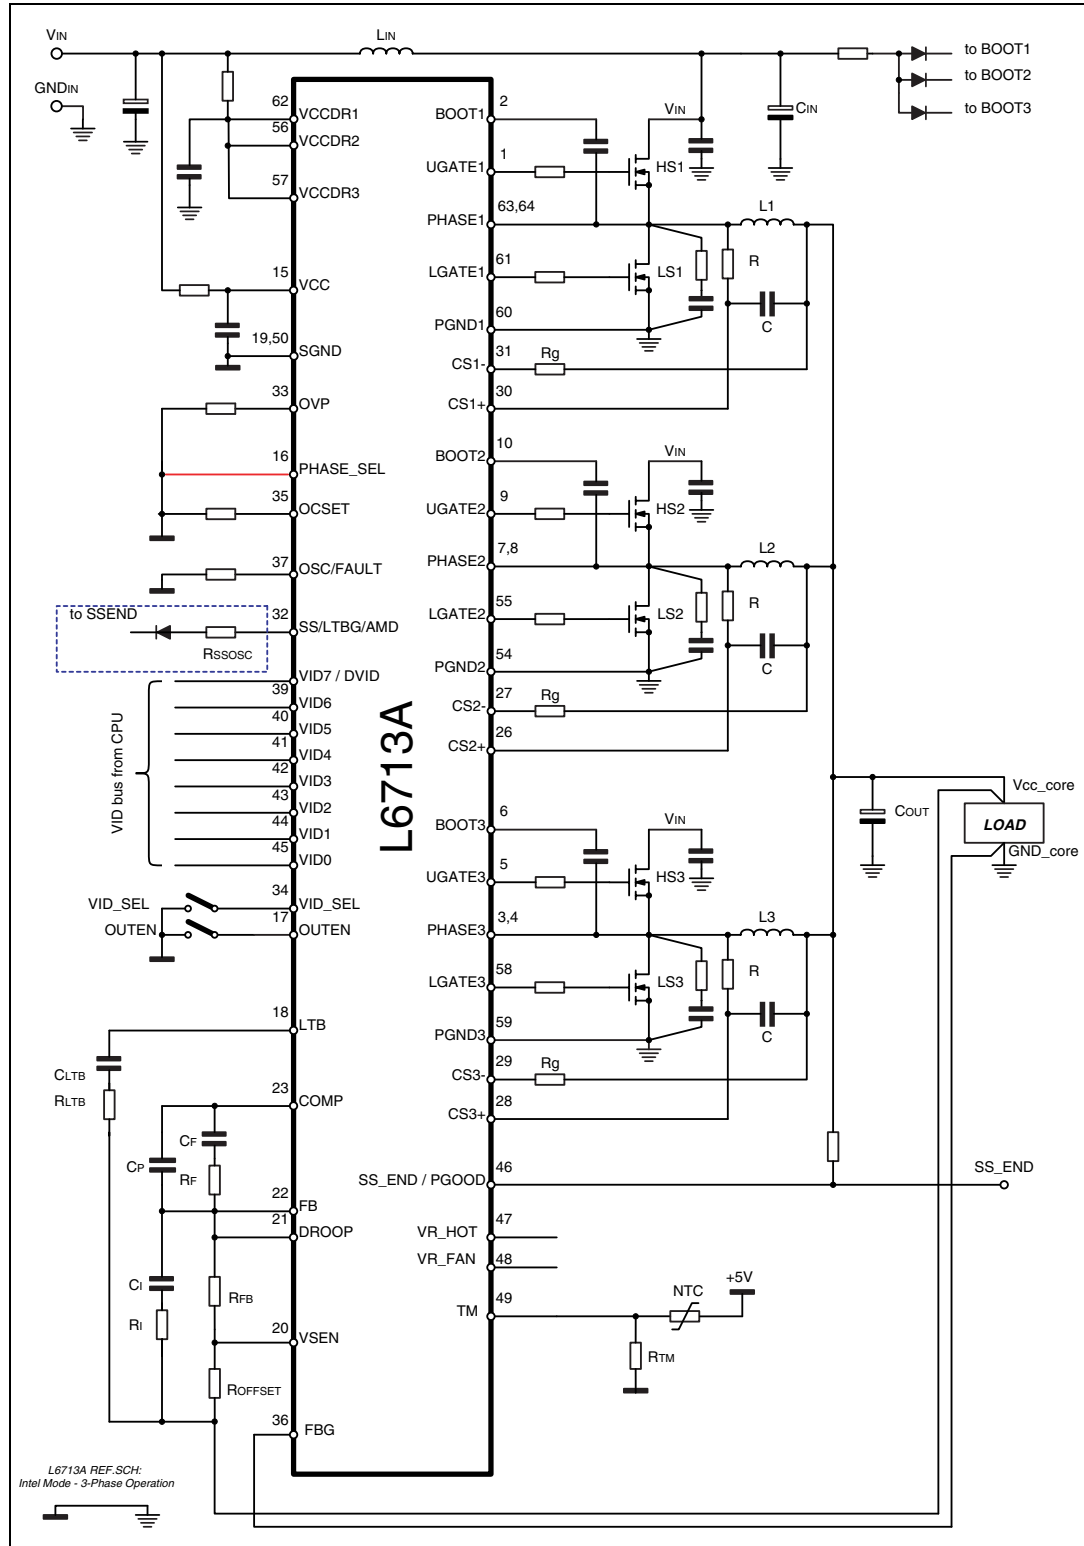 VIN
LIN
to BOOT1
to BOOT2
to BOOT3
GNDIN
CIN
62
VCCDR1
56
VCCDR2
57
VCCDR3
15
VCC
19,50
SGND
33
OVP
16
PHASE_SEL
35
OCSET
37
OSC/FAULT
to SSEND
32
SS/LTBG/AMD
RSSOSC
VID7 / DVID
39
VID6
40
VID5
41
VID4
42
VID3
43
VID2
44
VID1
45
VID0
VID bus from CPU
34
VID_SEL
VID_SEL
17
OUTEN
OUTEN
18
LTB
CLTB
RLTB
23
COMP
CF
CP
RF
22
FB
21
DROOP
CI
RFB
RI
20
VSEN
ROFFSET
36
FBG
L6713A
2
BOOT1
VIN
1
UGATE1
HS1
63,64
PHASE1
L1
61
LGATE1
LS1
R
60
PGND1
C
31
CS1-
Rg
30
CS1+
10
BOOT2
VIN
9
UGATE2
HS2
7,8
PHASE2
L2
55
LGATE2
LS2
R
54
PGND2
C
27
CS2-
Rg
26
CS2+
6
BOOT3
VIN
5
UGATE3
HS3
3,4
PHASE3
L3
58
LGATE3
LS3
R
59
PGND3
C
29
CS3-
Rg
28
CS3+
COUT
Vcc_core
LOAD
GND_core
46
SS_END / PGOOD
SS_END
47
VR_HOT
48
VR_FAN
49
TM
NTC
+5V
RTM
L6713A REF.SCH:
Intel Mode - 3-Phase Operation